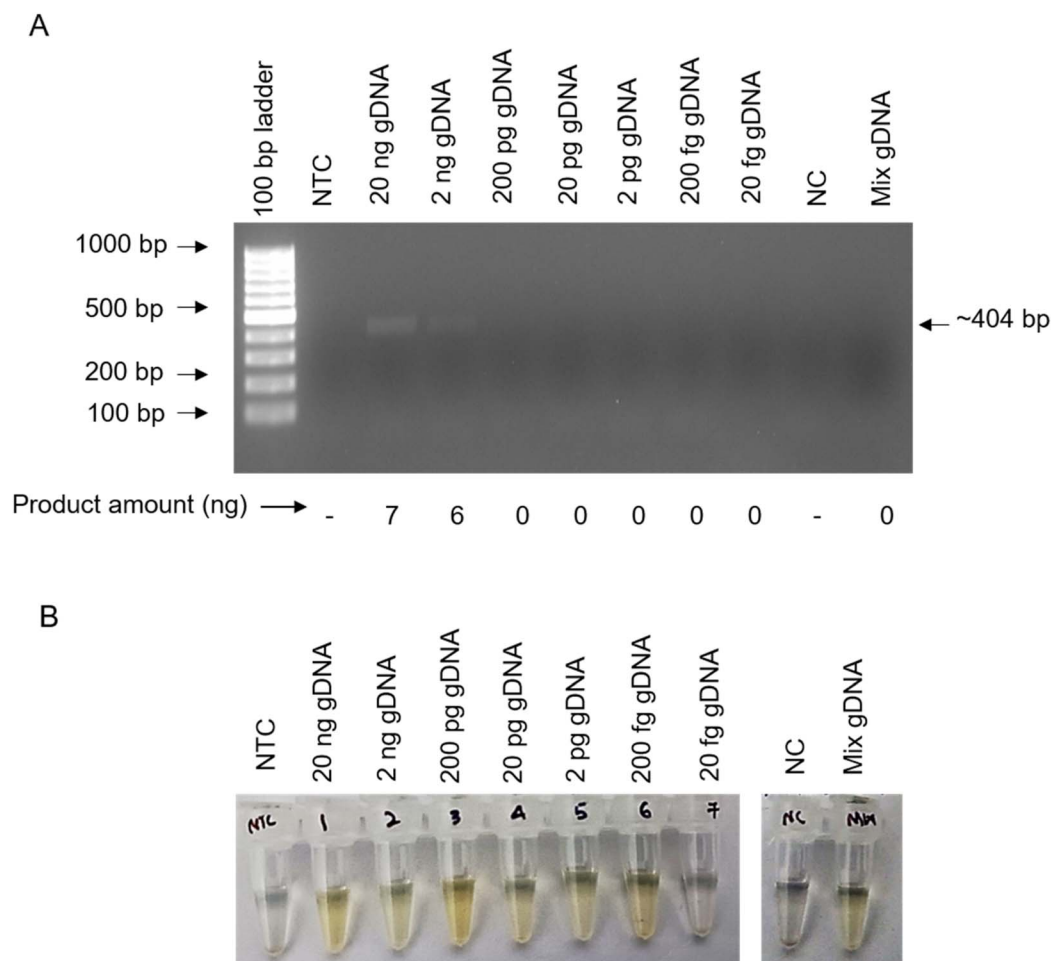 A
100 bp ladder
NTC
20 ng gDNA
2 ng gDNA
200 pg gDNA
20 pg gDNA
2 pg gDNA
200 fg gDNA
20 fg gDNA
NC
Mix gDNA
1000 bp →
500 bp →
200 bp →
100 bp →
← ~404 bp
Product amount (ng) → - 7 6 0 0 0 0 0 - 0
B
NTC
20 ng gDNA
2 ng gDNA
200 pg gDNA
20 pg gDNA
2 pg gDNA
200 fg gDNA
20 fg gDNA
NC
Mix gDNA
NTC 1 2 3 4 5 6 7 NC Mix